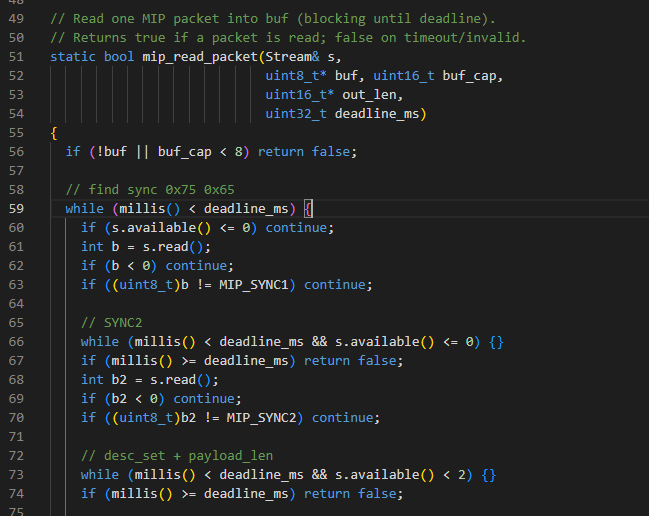 48
49 // Read one MIP packet into buf (blocking until deadline).
50 // Returns true if a packet is read; false on timeout/invalid.
51 static bool mip_read_packet(Stream& s,
52                             uint8_t* buf, uint16_t buf_cap,
53                             uint16_t* out_len,
54                             uint32_t deadline_ms)
55 {
56   if (!buf || buf_cap < 8) return false;
57
58   // find sync 0x75 0x65
59   while (millis() < deadline_ms) {
60     if (s.available() <= 0) continue;
61     int b = s.read();
62     if (b < 0) continue;
63     if ((uint8_t)b != MIP_SYNC1) continue;
64
65     // SYNC2
66     while (millis() < deadline_ms && s.available() <= 0) {}
67     if (millis() >= deadline_ms) return false;
68     int b2 = s.read();
69     if (b2 < 0) continue;
70     if ((uint8_t)b2 != MIP_SYNC2) continue;
71
72     // desc_set + payload_len
73     while (millis() < deadline_ms && s.available() < 2) {}
74     if (millis() >= deadline_ms) return false;
75